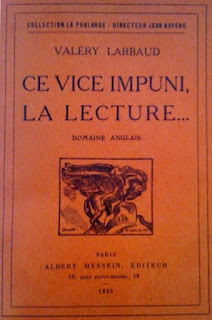 COLLECTION LA PHALANGE - DIRECTEUR JEAN ROYÈRE
VALÉRY LARBAUD
CE VICE IMPUNI,
LA LECTURE...
DOMAINE ANGLAIS
PARIS
ALBERT MESSEIN, ÉDITEUR
19, QUAI SAINT-MICHEL, 19
1925